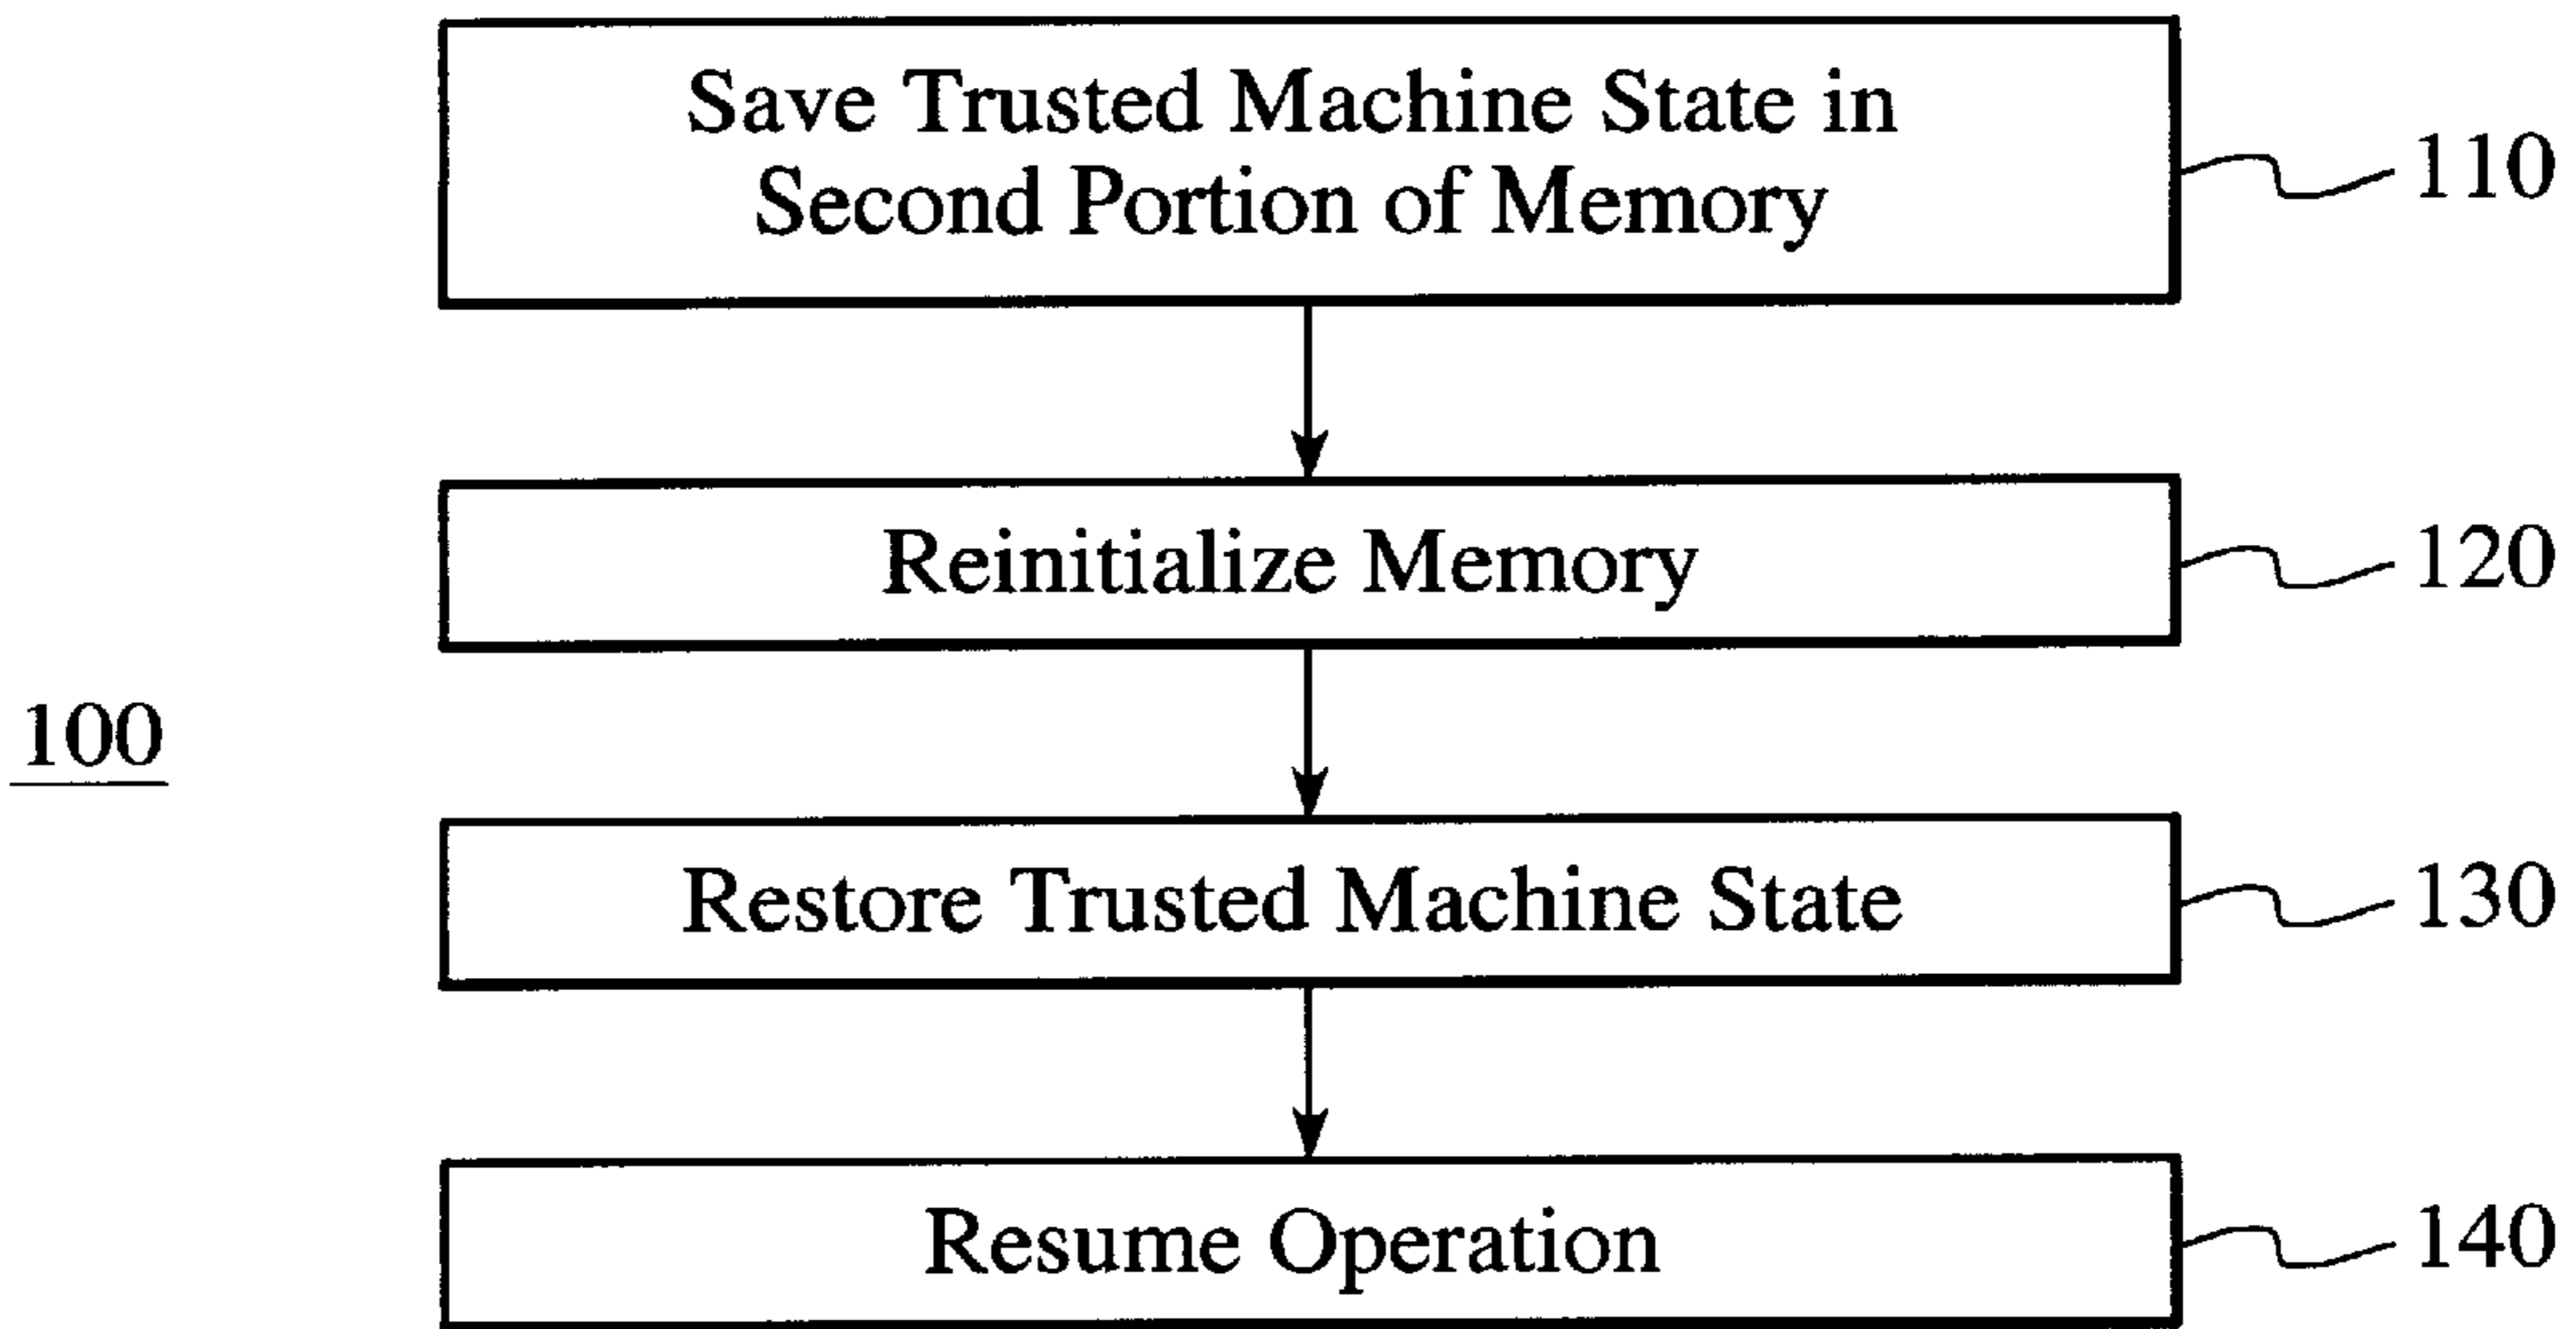 Save Trusted Machine State in
Second Portion of Memory
110
Reinitialize Memory
120
100
Restore Trusted Machine State
130
Resume Operation
140